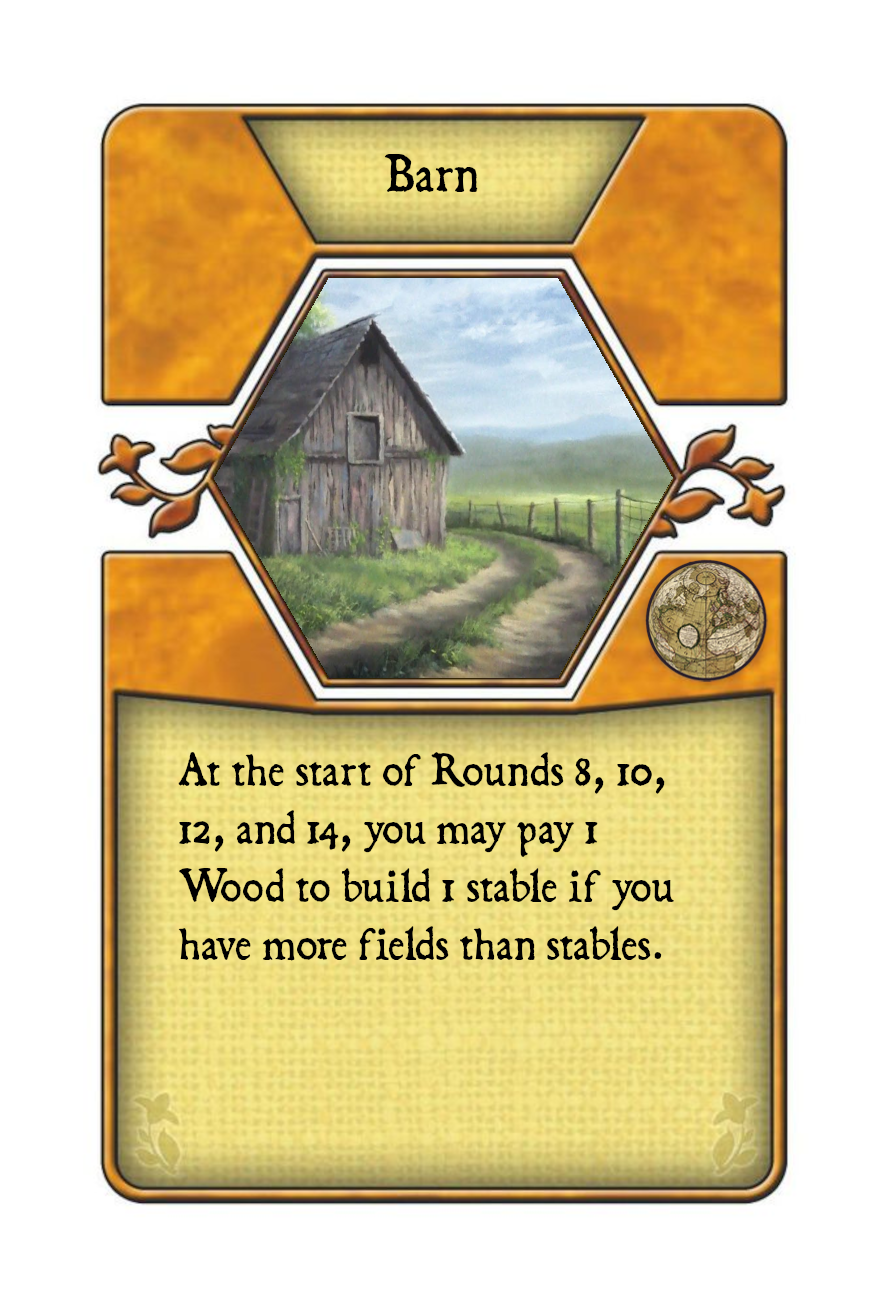 Barn
At the start of Rounds 8, 10,
12, and 14, you may pay 1
Wood to build 1 stable if you
have more fields than stables.